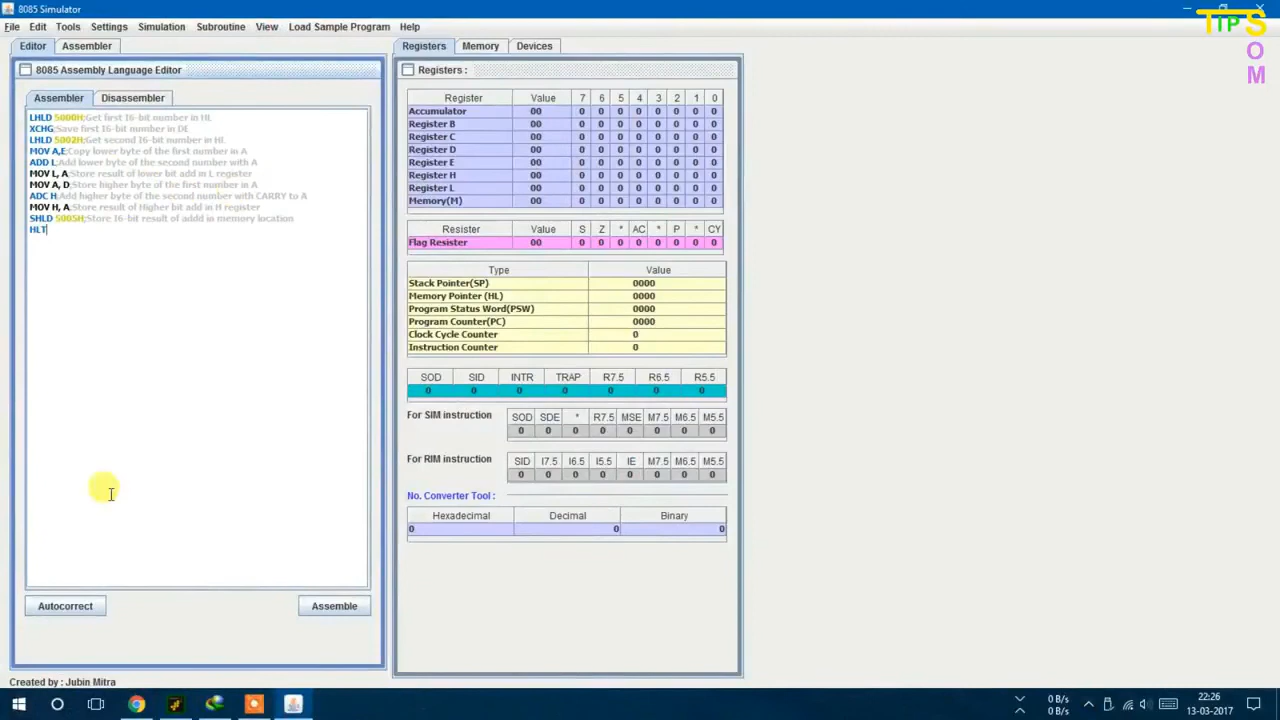 8085 Simulator
TIPS
O
M
File Edit Tools Settings Simulation Subroutine View Load Sample Program Help
Editor Assembler
8085 Assembly Language Editor
Assembler Disassembler
LHLD 5000H;Get first I6-bit number in HL
XCHG;Save first I6-bit number in DE
LHLD 5002H;Get second I6-bit number in HL
MOV A,E;Copy lower byte of the first number in A
ADD L;Add lower byte of the second number with A
MOV L, A;Store result of lower bit add in L register
MOV A, D;Store higher byte of the first number in A
ADC H;Add higher byte of the second number with CARRY to A
MOV H, A;Store result of Higher bit add in H register
SHLD 5005H;Store I6-bit result of addd in memory location
HLT
Autocorrect Assemble
Created by : Jubin Mitra
Registers Memory Devices
Registers :
Register Value 7 6 5 4 3 2 1 0
Accumulator 00 0 0 0 0 0 0 0 0
Register B 00 0 0 0 0 0 0 0 0
Register C 00 0 0 0 0 0 0 0 0
Register D 00 0 0 0 0 0 0 0 0
Register E 00 0 0 0 0 0 0 0 0
Register H 00 0 0 0 0 0 0 0 0
Register L 00 0 0 0 0 0 0 0 0
Memory(M) 00 0 0 0 0 0 0 0 0
Resister Value S Z * AC * P * CY
Flag Resister 00 0 0 0 0 0 0 0 0
Type Value
Stack Pointer(SP) 0000
Memory Pointer (HL) 0000
Program Status Word(PSW) 0000
Program Counter(PC) 0000
Clock Cycle Counter 0
Instruction Counter 0
SOD SID INTR TRAP R7.5 R6.5 R5.5
0 0 0 0 0 0 0
For SIM instruction SOD SDE * R7.5 MSE M7.5 M6.5 M5.5
0 0 0 0 0 0 0 0
For RIM instruction SID I7.5 I6.5 I5.5 IE M7.5 M6.5 M5.5
0 0 0 0 0 0 0 0
No. Converter Tool :
Hexadecimal Decimal Binary
0 0 0
0 B/s
0 B/s
22:26
13-03-2017